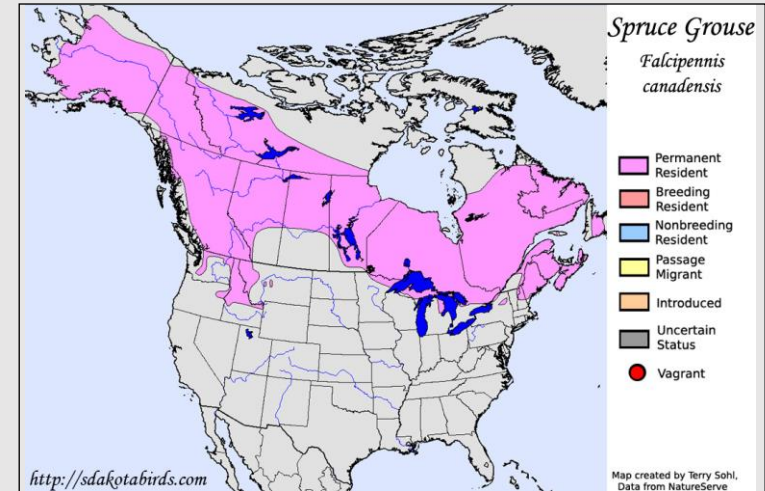 Spruce Grouse
Falcipennis
canadensis
Permanent
Resident
Breeding
Resident
Nonbreeding
Resident
Passage
Migrant
Introduced
Uncertain
Status
Vagrant
http://sdakotabirds.com
Map created by Terry Sohl,
Data from NatureServe